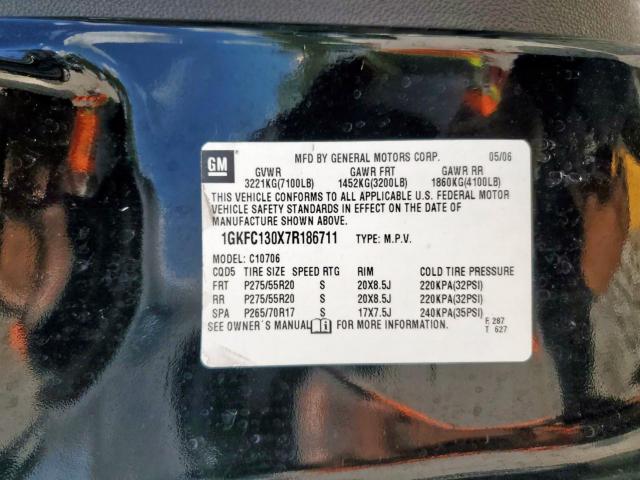 GM MFD BY GENERAL MOTORS CORP. 05/06
GVWR GAWR FRT GAWR RR
3221KG(7100LB) 1452KG(3200LB) 1860KG(4100LB)
THIS VEHICLE CONFORMS TO ALL APPLICABLE U.S. FEDERAL MOTOR
VEHICLE SAFETY STANDARDS IN EFFECT ON THE DATE OF
MANUFACTURE SHOWN ABOVE.
1GKFC130X7R186711 TYPE: M.P.V.
MODEL: C10706
CQD5 TIRE SIZE SPEED RTG RIM COLD TIRE PRESSURE
FRT P275/55R20 S 20X8.5J 220KPA(32PSI)
RR P275/55R20 S 20X8.5J 220KPA(32PSI)
SPA P265/70R17 S 17X7.5J 240KPA(35PSI)
SEE OWNER'S MANUAL i FOR MORE INFORMATION. F: 287
T 627